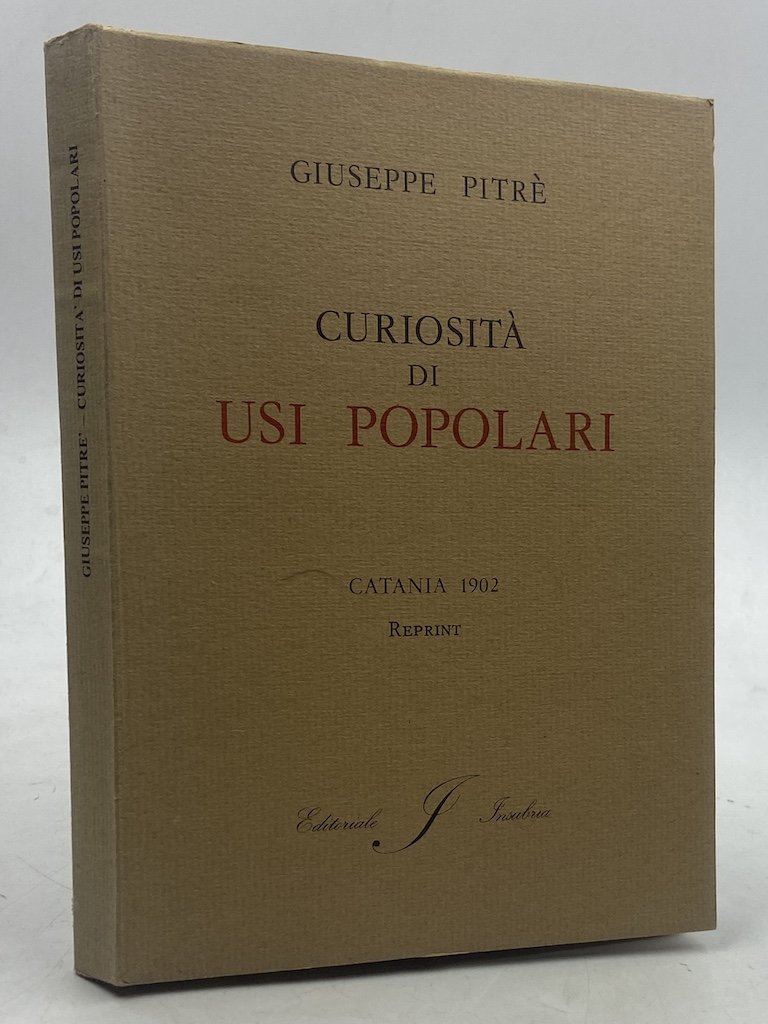 GIUSEPPE PITRÈ
CURIOSITÀ
DI
USI POPOLARI
CATANIA 1902
REPRINT
Editoriale I Insubria
GIUSEPPE PITRE' – CURIOSITA' DI USI POPOLARI